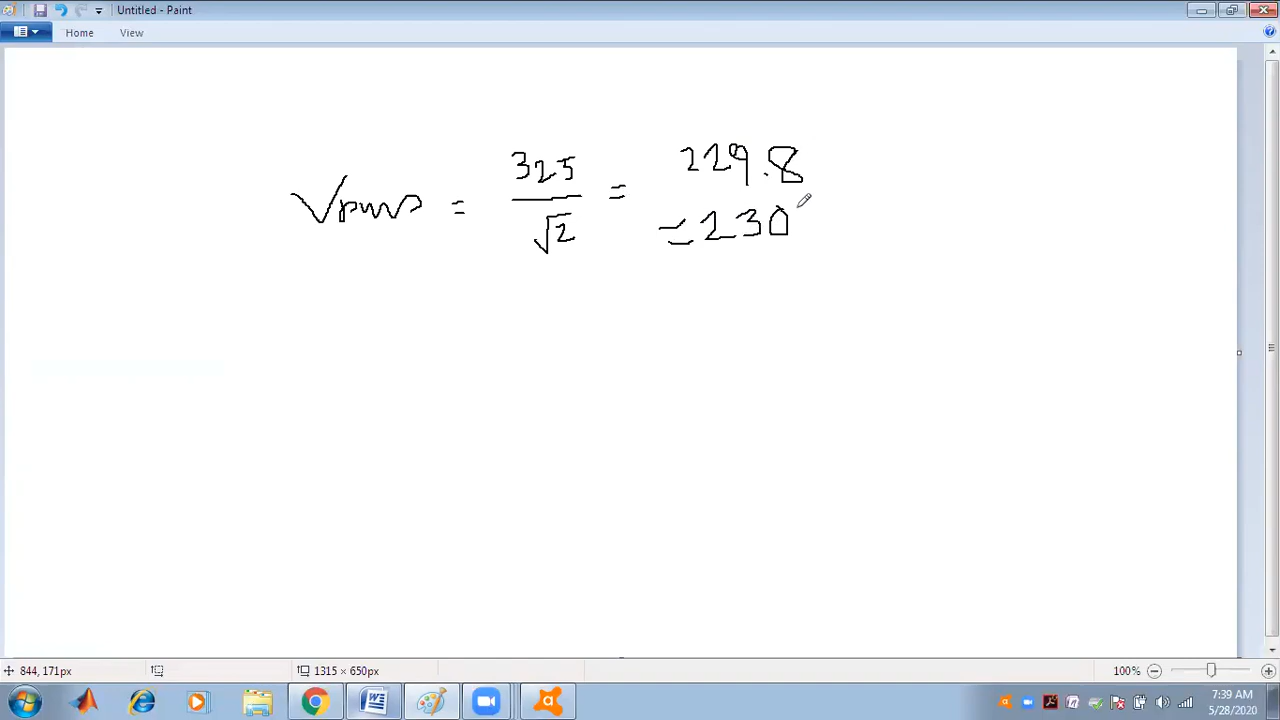 Untitled - Paint
Home View
Vrms = 325/√2 = 229.8
≃ 230
844, 171px 1315 × 650px 100%
7:39 AM
5/28/2020